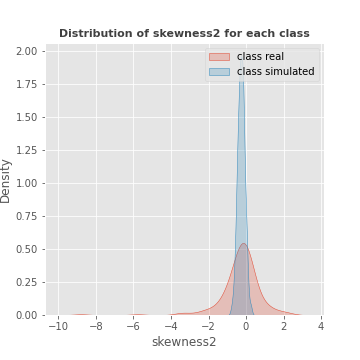 Distribution of skewness2 for each class
2.00
1.75
1.50
1.25
1.00
0.75
0.50
0.25
0.00
Density
class real
class simulated
−10 −8 −6 −4 −2 0 2 4
skewness2